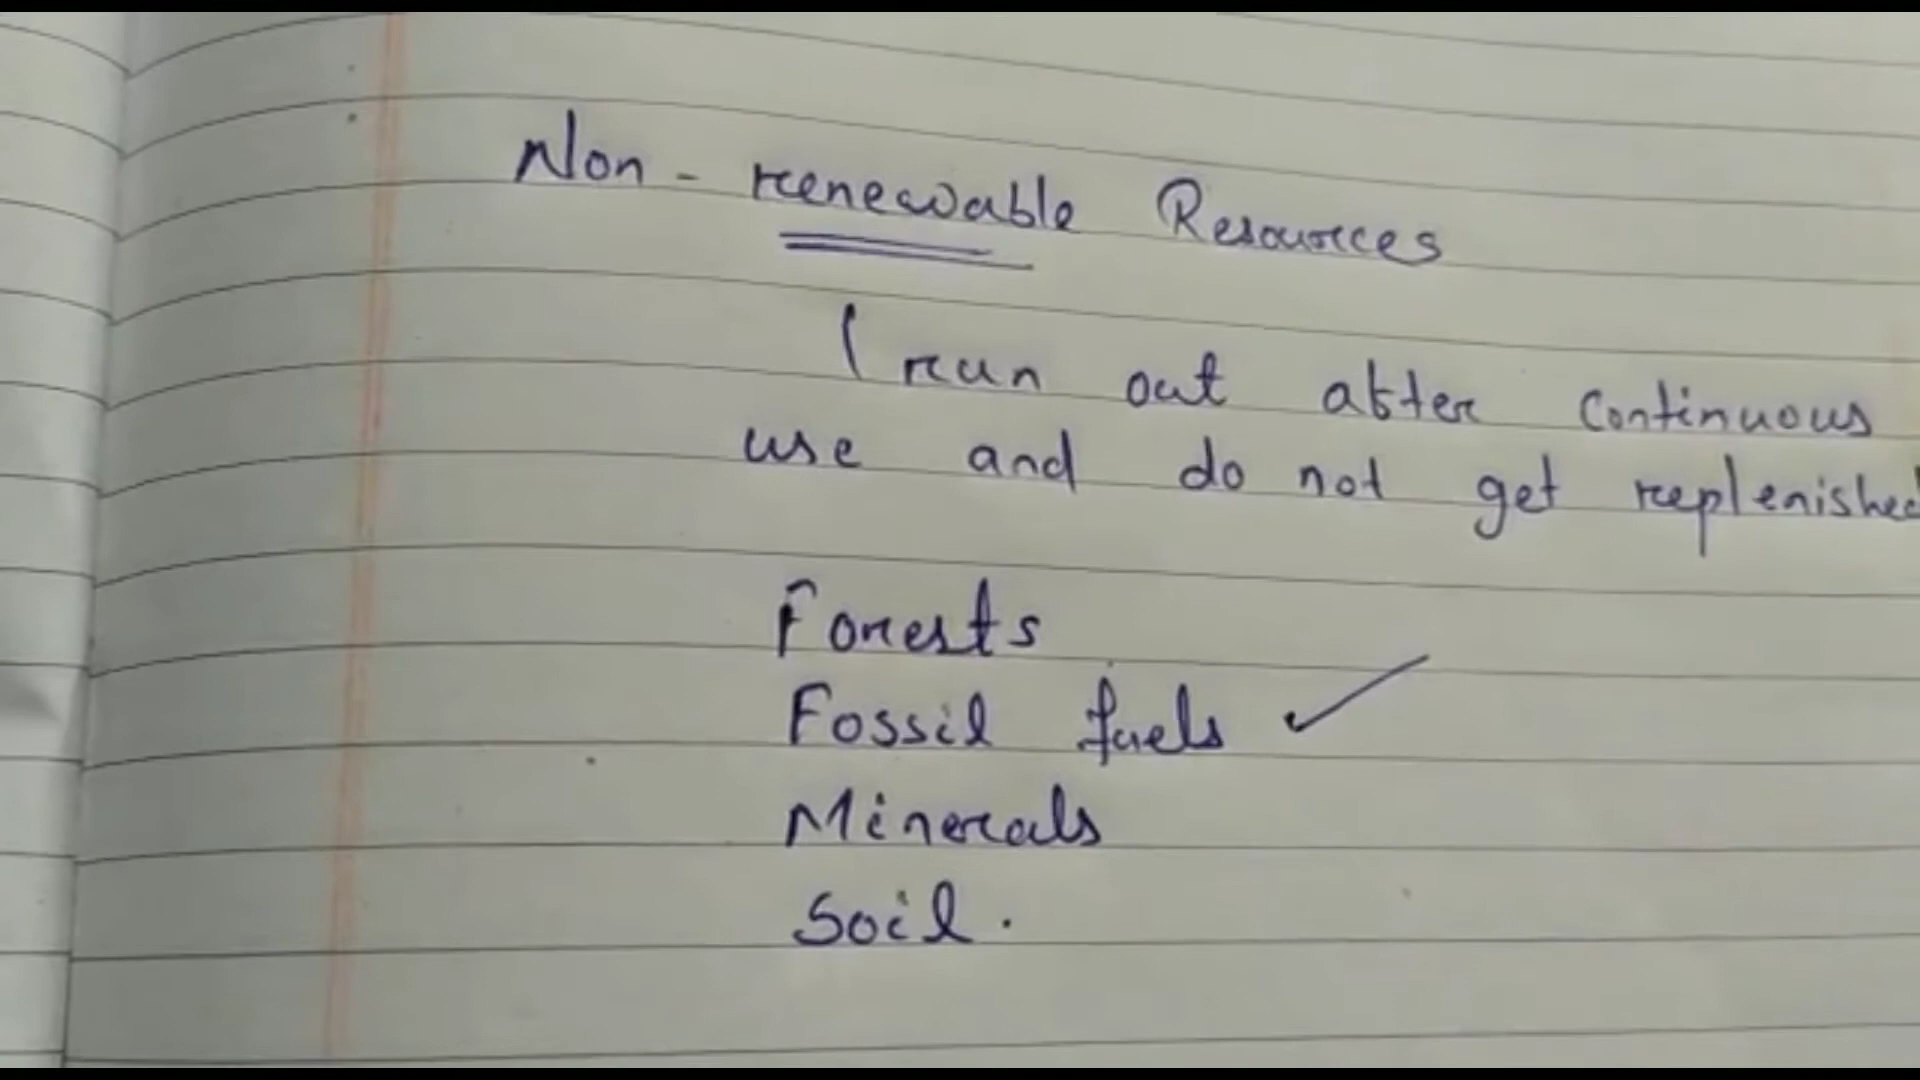 Non - renewable Resources
run out after continuous
use and do not get replenished
Forests
Fossil fuels ✓
Minerals
Soil.